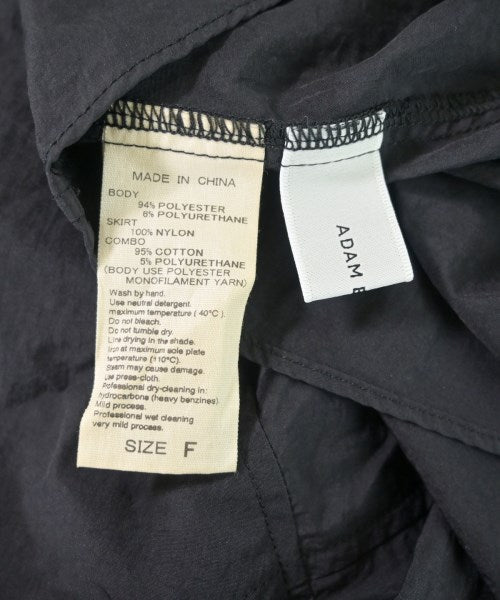 MADE IN CHINA
BODY
94% POLYESTER
6% POLYURETHANE
SKIRT
100% NYLON
COMBO
95% COTTON
5% POLYURETHANE
(BODY USE POLYESTER
MONOFILAMENT YARN)
Wash by hand.
Use neutral detergent.
maximum temperature (40°C).
Do not bleach.
Do not tumble dry.
Line drying in the shade.
Iron at maximum sole plate
temperature (110°C).
Steam may cause damage.
use press-cloth.
Professional dry-cleaning in:
hydrocarbone (heavy benzines).
Mild process.
Professional wet cleaning
very mild process.
SIZE F
ADAM E